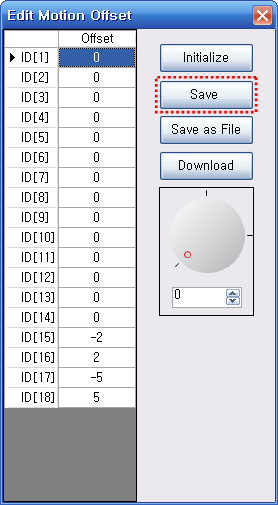 Edit Motion Offset
Offset
ID[1] 0
ID[2] 0
ID[3] 0
ID[4] 0
ID[5] 0
ID[6] 0
ID[7] 0
ID[8] 0
ID[9] 0
ID[10] 0
ID[11] 0
ID[12] 0
ID[13] 0
ID[14] 0
ID[15] -2
ID[16] 2
ID[17] -5
ID[18] 5
Initialize
Save
Save as File
Download
0